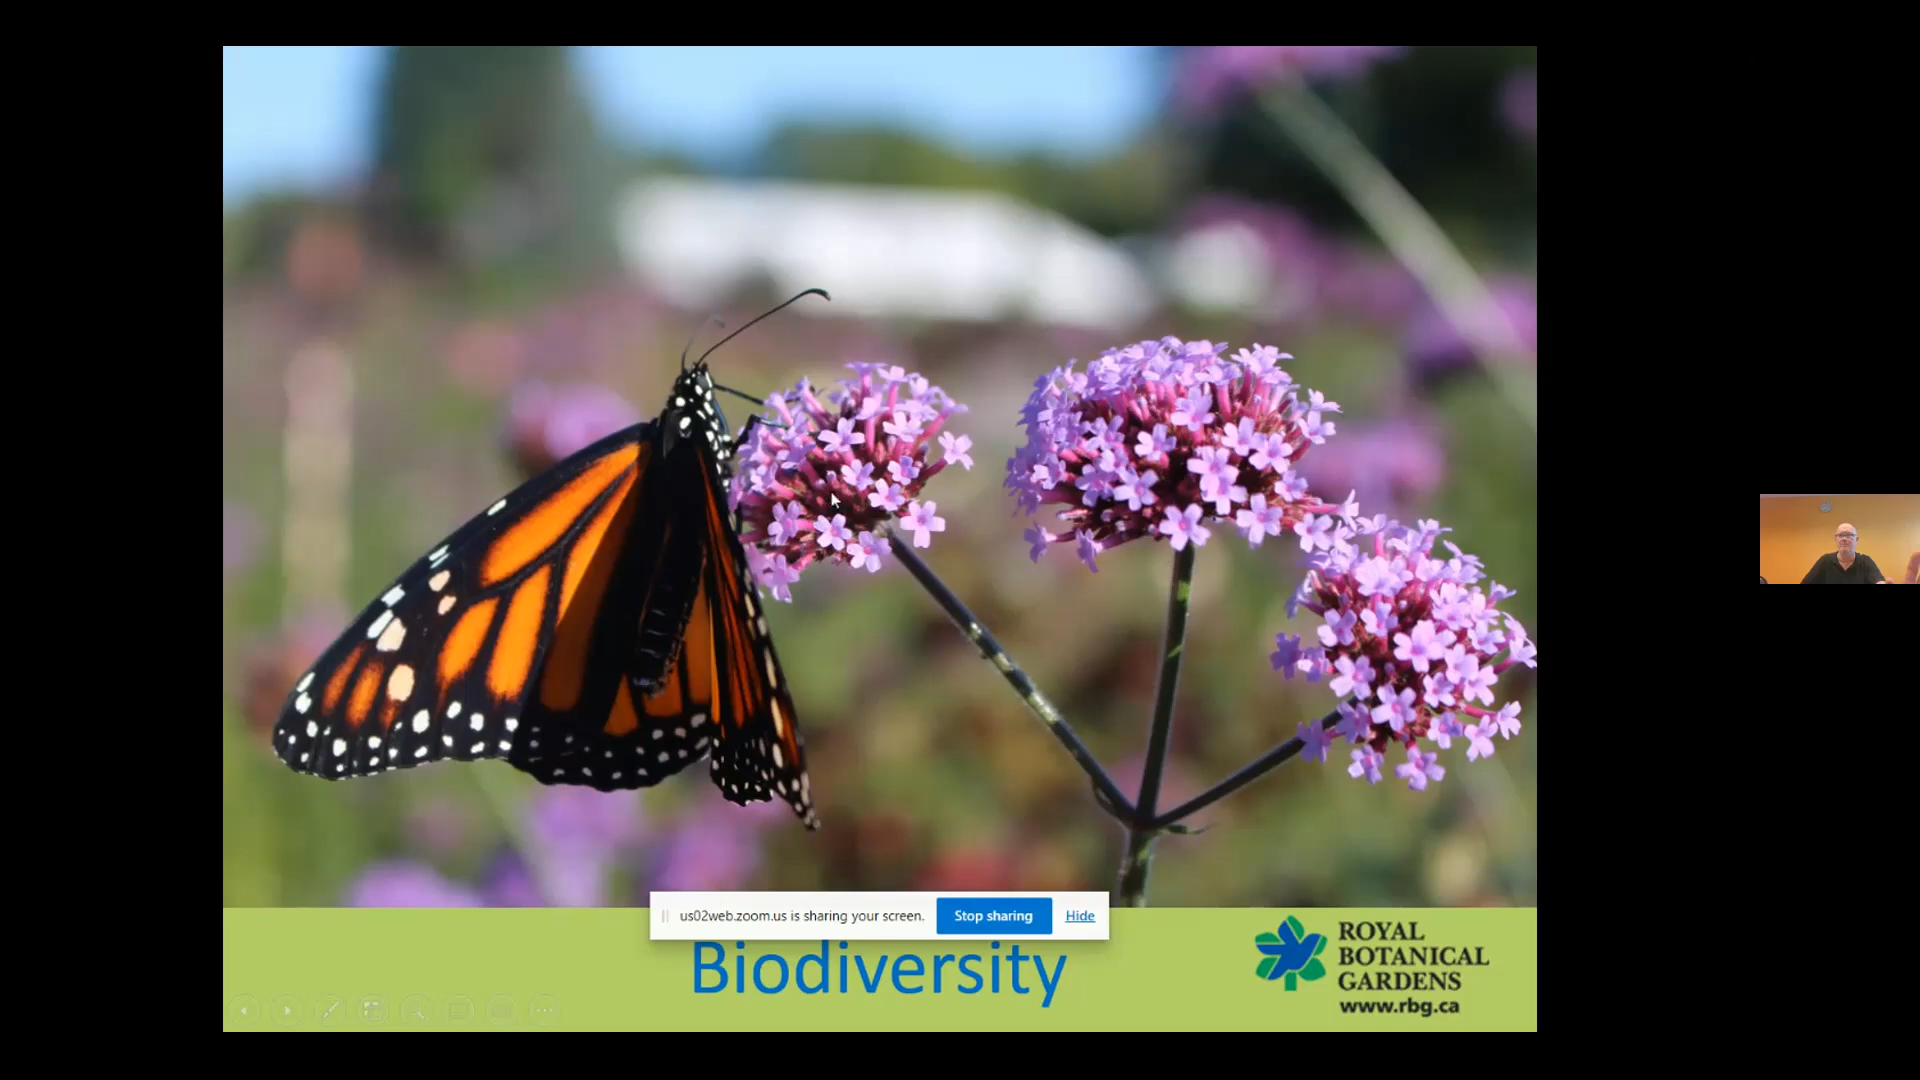 us02web.zoom.us is sharing your screen. Stop sharing Hide
Biodiversity
ROYAL
BOTANICAL
GARDENS
www.rbg.ca